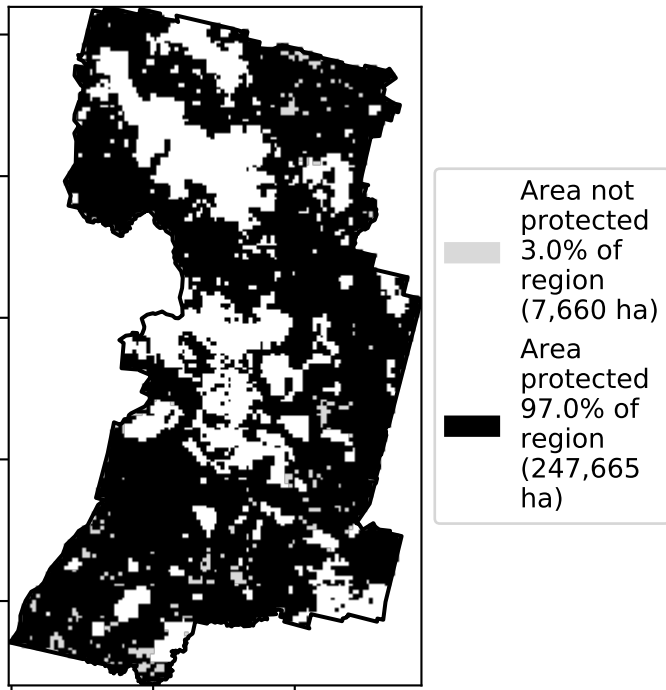 Area not
protected
3.0% of
region
(7,660 ha)
Area
protected
97.0% of
region
(247,665
ha)